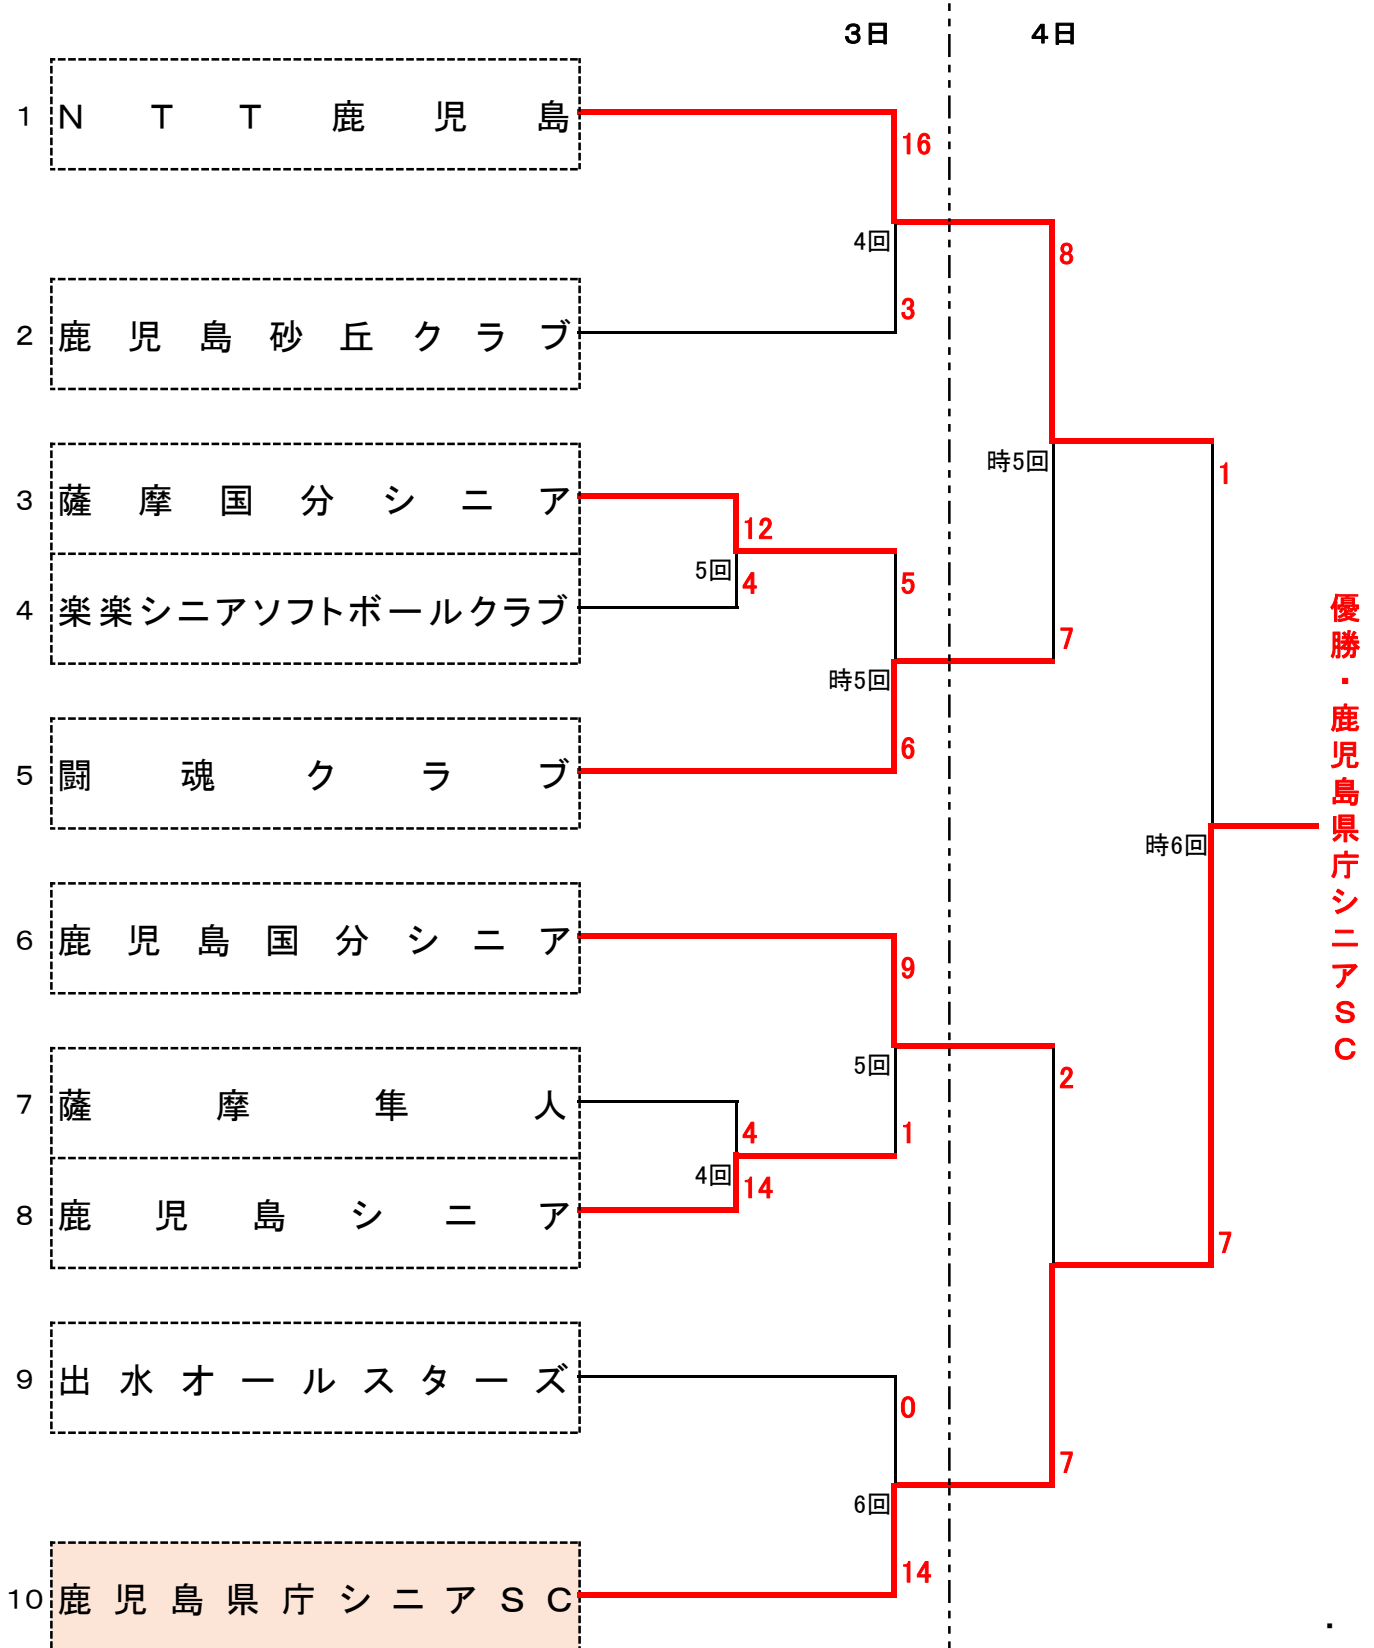 3日 4日
1 NTT鹿児島
16
4回
8
3
2 鹿児島砂丘クラブ
時5回
1
3 薩摩国分シニア
12
5回
4
5
4 楽楽シニアソフトボールクラブ
7
時5回
6
5 闘魂クラブ
優勝・鹿児島県庁シニアSC
時6回
6 鹿児島国分シニア
9
5回
2
7 薩摩隼人
4
1
4回
14
8 鹿児島シニア
7
9 出水オールスターズ
0
7
6回
14
10 鹿児島県庁シニアSC
.